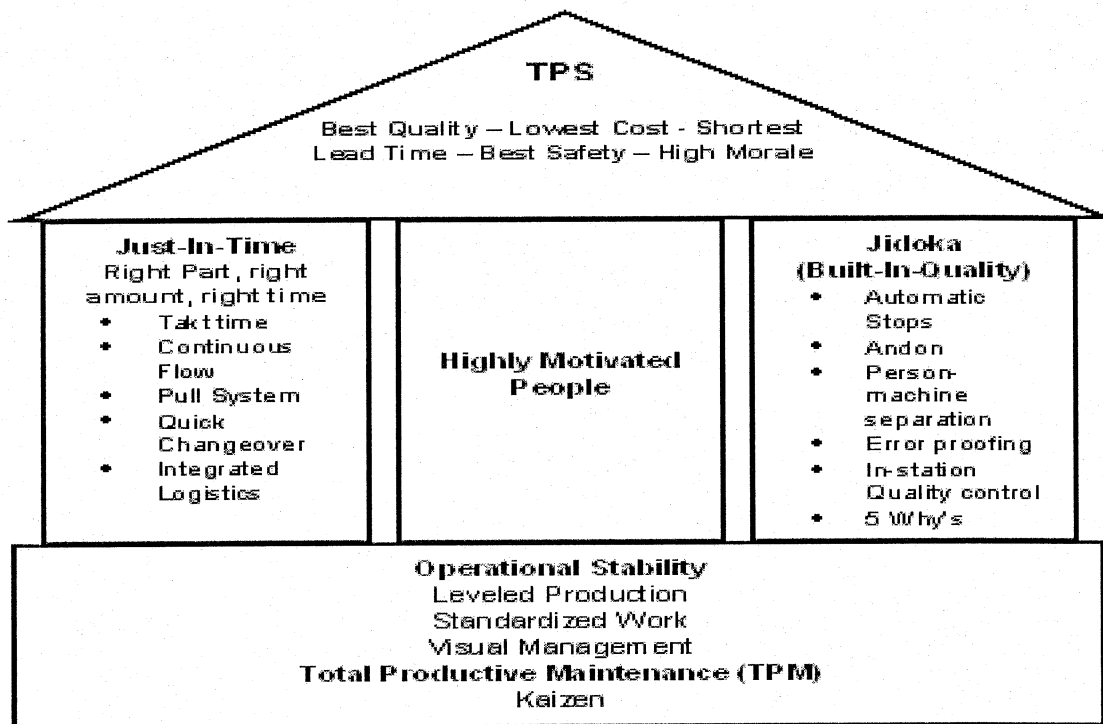 TPS
Best Quality – Lowest Cost - Shortest
Lead Time – Best Safety – High Morale
Just-In-Time
Right Part, right
amount, right time
• Takt time
• Continuous
Flow
• Pull System
• Quick
Changeover
• Integrated
Logistics
Highly Motivated
People
Jidoka
(Built-In-Quality)
• Automatic
Stops
• Andon
• Person-
machine
separation
• Error proofing
• In-station
Quality control
• 5 Why's
Operational Stability
Leveled Production
Standardized Work
Visual Management
Total Productive Maintenance (TPM)
Kaizen